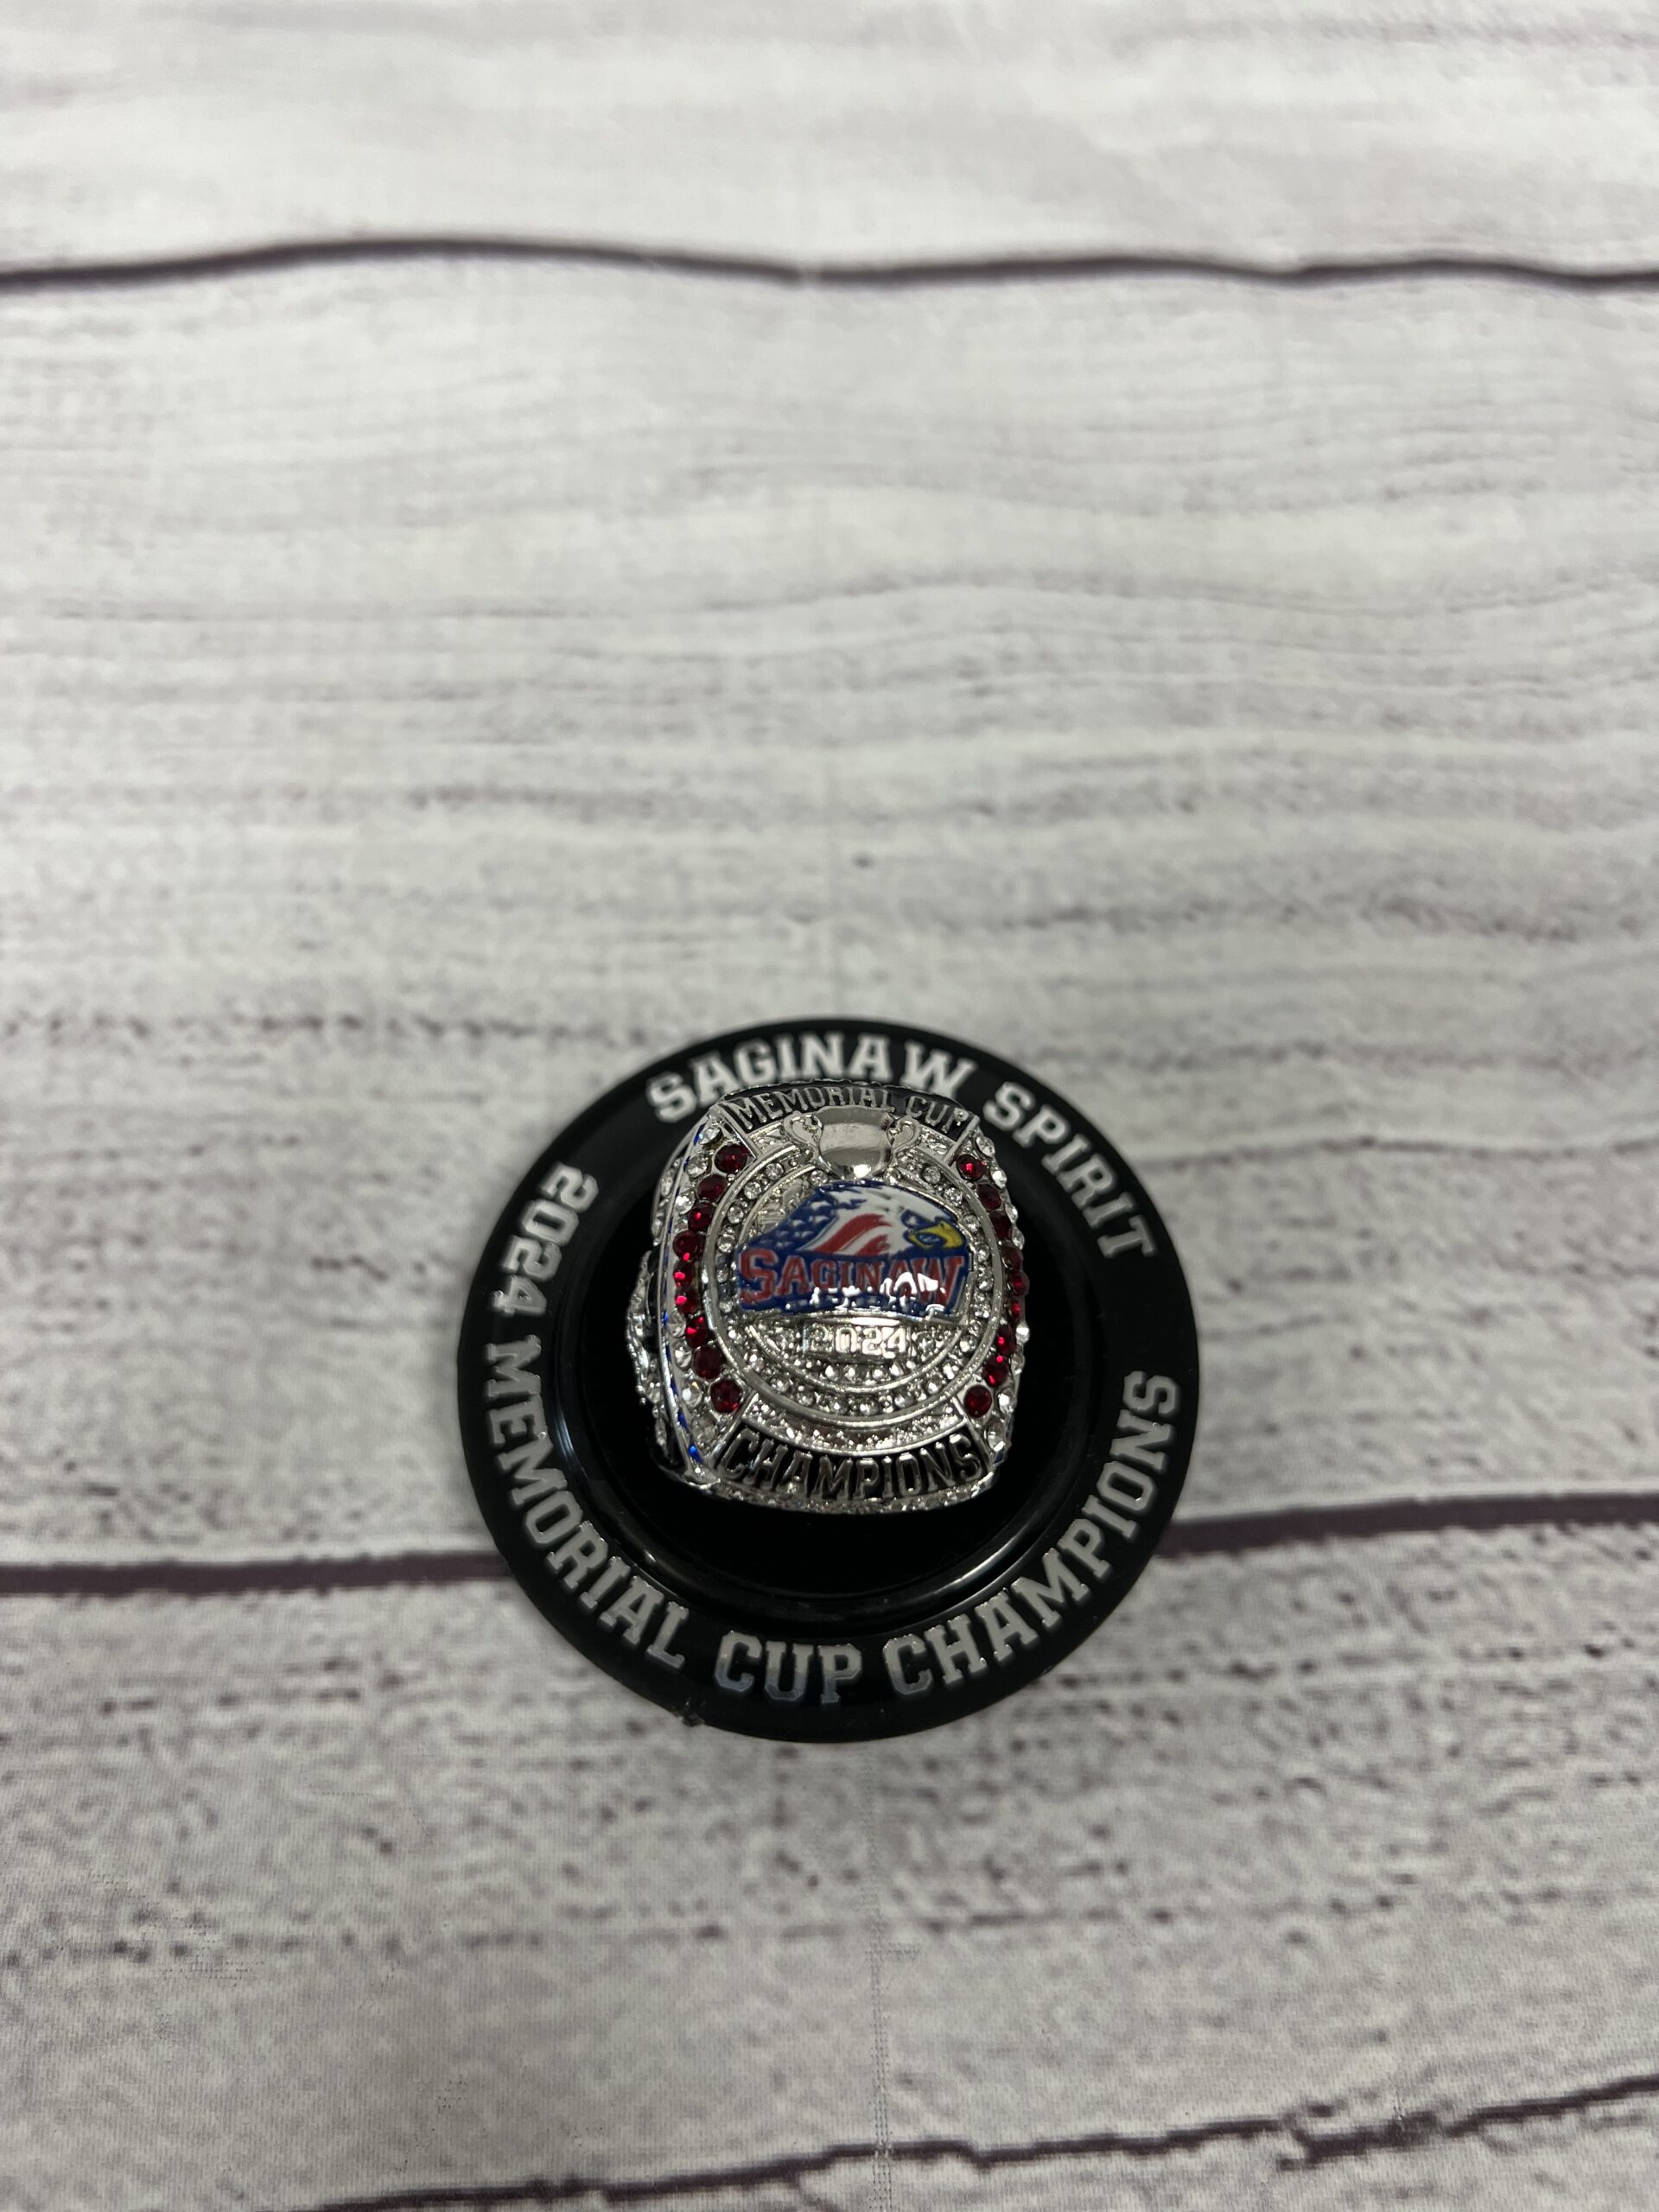 SAGINAW SPIRIT
MEMORIAL CUP
SAGINAW
2024
CHAMPIONS
2024 MEMORIAL CUP CHAMPIONS